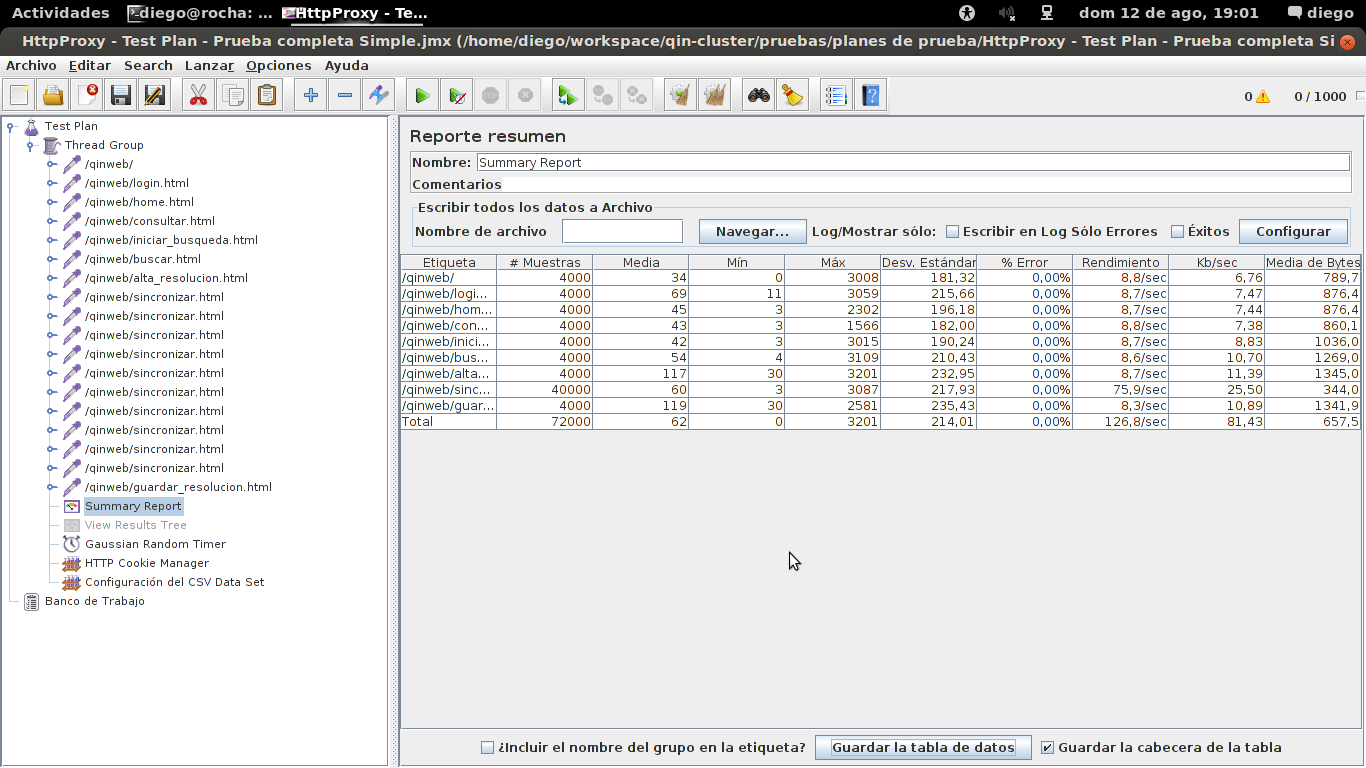 Actividades diego@rocha: ... HttpProxy - Te... dom 12 de ago, 19:01 diego
HttpProxy - Test Plan - Prueba completa Simple.jmx (/home/diego/workspace/qin-cluster/pruebas/planes de prueba/HttpProxy - Test Plan - Prueba completa Si
Archivo Editar Search Lanzar Opciones Ayuda
0 0 / 1000
Test Plan
Thread Group
/qinweb/
/qinweb/login.html
/qinweb/home.html
/qinweb/consultar.html
/qinweb/iniciar_busqueda.html
/qinweb/buscar.html
/qinweb/alta_resolucion.html
/qinweb/sincronizar.html
/qinweb/sincronizar.html
/qinweb/sincronizar.html
/qinweb/sincronizar.html
/qinweb/sincronizar.html
/qinweb/sincronizar.html
/qinweb/sincronizar.html
/qinweb/sincronizar.html
/qinweb/sincronizar.html
/qinweb/sincronizar.html
/qinweb/guardar_resolucion.html
Summary Report
View Results Tree
Gaussian Random Timer
HTTP Cookie Manager
Configuración del CSV Data Set
Banco de Trabajo
Reporte resumen
Nombre: Summary Report
Comentarios
Escribir todos los datos a Archivo
Nombre de archivo Navegar... Log/Mostrar sólo: Escribir en Log Sólo Errores Éxitos Configurar
Etiqueta # Muestras Media Mín Máx Desv. Estándar % Error Rendimiento Kb/sec Media de Bytes
/qinweb/ 4000 34 0 3008 181,32 0,00% 8,8/sec 6,76 789,7
/qinweb/logi... 4000 69 11 3059 215,66 0,00% 8,7/sec 7,47 876,4
/qinweb/hom... 4000 45 3 2302 196,18 0,00% 8,7/sec 7,44 876,4
/qinweb/con... 4000 43 3 1566 182,00 0,00% 8,8/sec 7,38 860,1
/qinweb/inici... 4000 42 3 3015 190,24 0,00% 8,7/sec 8,83 1036,0
/qinweb/bus... 4000 54 4 3109 210,43 0,00% 8,6/sec 10,70 1269,0
/qinweb/alta... 4000 117 30 3201 232,95 0,00% 8,7/sec 11,39 1345,0
/qinweb/sinc... 40000 60 3 3087 217,93 0,00% 75,9/sec 25,50 344,0
/qinweb/guar... 4000 119 30 2581 235,43 0,00% 8,3/sec 10,89 1341,9
Total 72000 62 0 3201 214,01 0,00% 126,8/sec 81,43 657,5
¿Incluir el nombre del grupo en la etiqueta? Guardar la tabla de datos Guardar la cabecera de la tabla